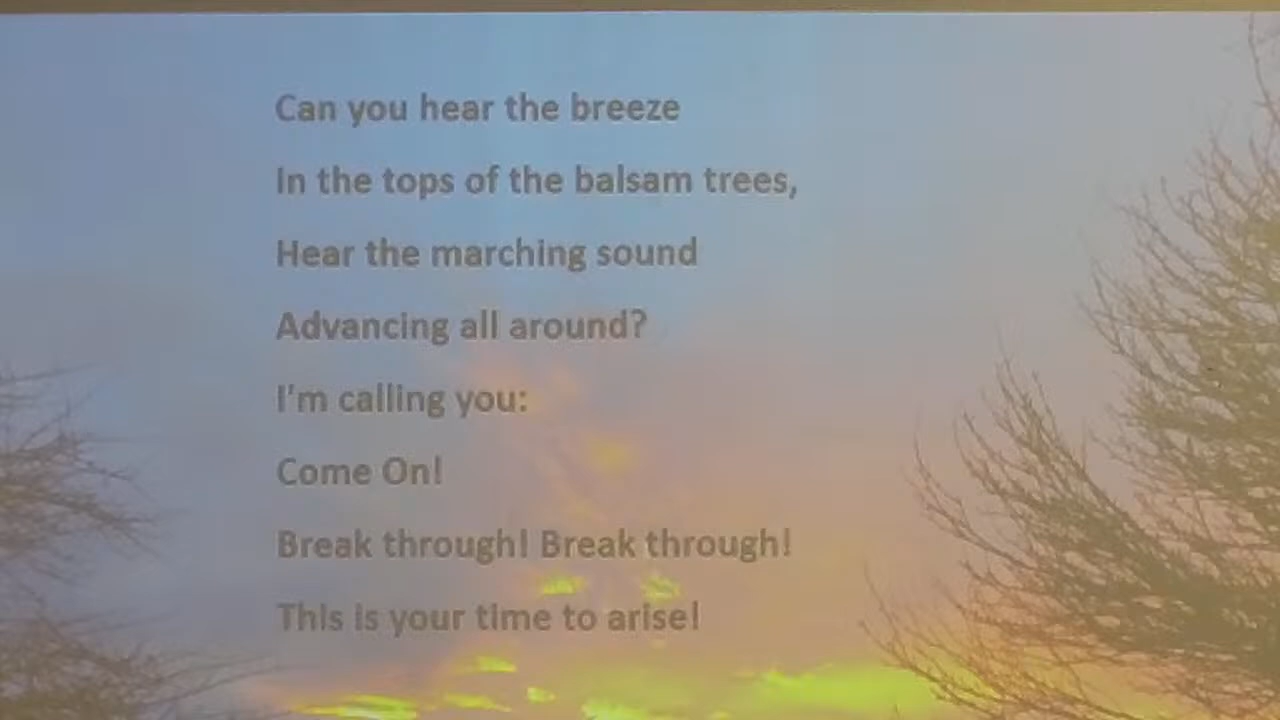 Can you hear the breeze
In the tops of the balsam trees,
Hear the marching sound
Advancing all around?
I'm calling you:
Come On!
Break through! Break through!
This is your time to arise!